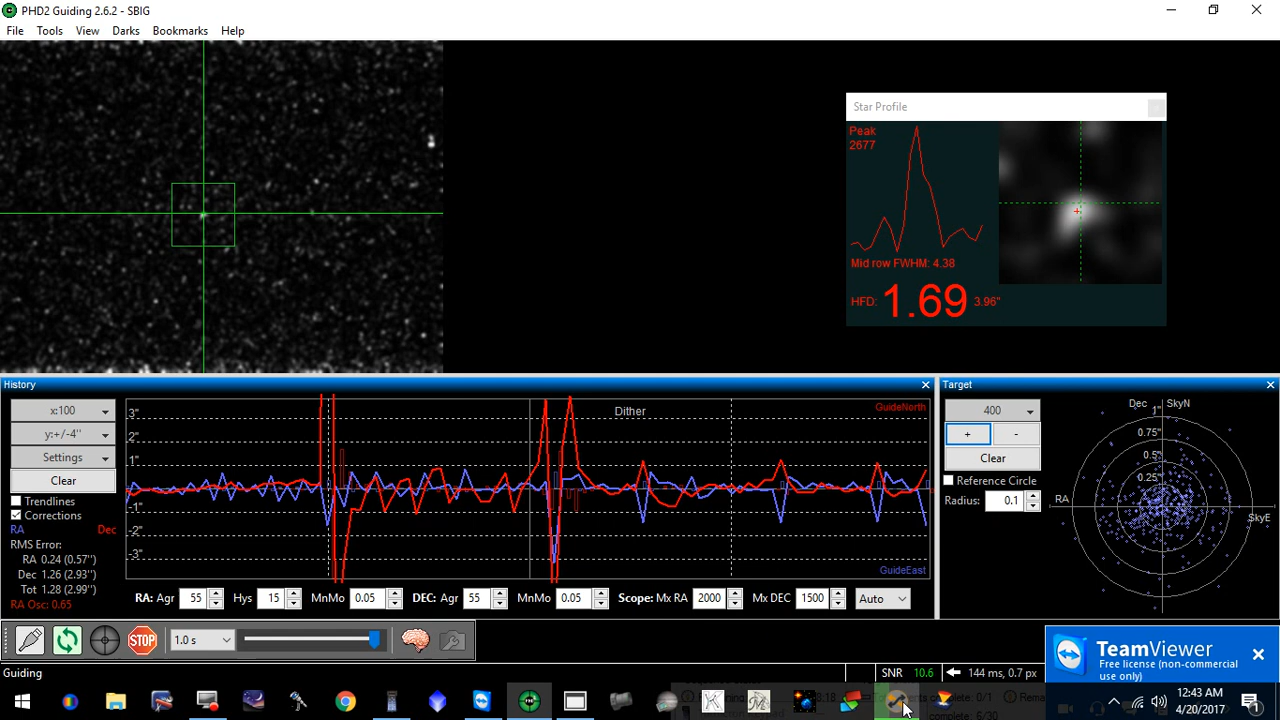 PHD2 Guiding 2.6.2 - SBIG
File Tools View Bookmarks Darks Help
Star Profile
Peak
2677
Mid row FWHM: 4.38
HFD: 1.69 3.96"
History
x:100
y:+/-4"
Settings
Clear
Trendlines
Corrections
RA Dec
RMS Error:
RA 0.24 (0.57")
Dec 1.26 (2.93")
Tot 1.28 (2.99")
RA Osc: 0.65
3"
2"
1"
-1"
-2"
-3"
Dither
GuideNorth
GuideEast
RA: Agr 55 Hys 15 MnMo 0.05 DEC: Agr 55 MnMo 0.05 Scope: Mx RA 2000 Mx DEC 1500 Auto
Target
400
+ -
Clear
Reference Circle
Radius: 0.1
Dec SkyN
1"
0.75"
0.5"
0.25"
RA
SkyE
STOP
1.0 s
TeamViewer
Free license (non-commercial
use only)
Guiding
SNR 10.6 144 ms, 0.7 px
12:43 AM
4/20/2017
1